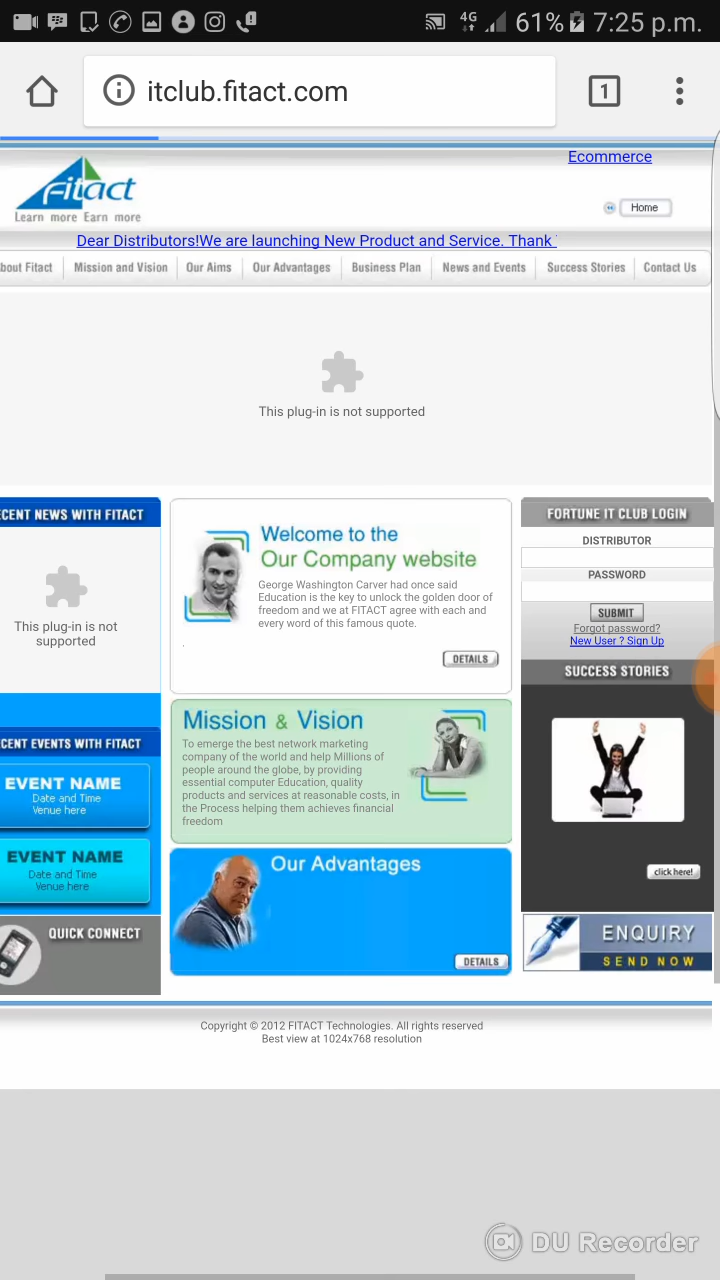 4G 61% 7:25 p.m.
itclub.fitact.com
1
Ecommerce
Fitact
Learn more Earn more
Home
Dear Distributors!We are launching New Product and Service. Thank
bout Fitact
Mission and Vision
Our Aims
Our Advantages
Business Plan
News and Events
Success Stories
Contact Us
This plug-in is not supported
CENT NEWS WITH FITACT
This plug-in is not
supported
CENT EVENTS WITH FITACT
EVENT NAME
Date and Time
Venue here
EVENT NAME
Date and Time
Venue here
QUICK CONNECT
Welcome to the
Our Company website
George Washington Carver had once said
Education is the key to unlock the golden door of
freedom and we at FITACT agree with each and
every word of this famous quote.
.
DETAILS
Mission & Vision
To emerge the best network marketing
company of the world and help Millions of
people around the globe, by providing
essential computer Education, quality
products and services at reasonable costs, in
the Process helping them achieves financial
freedom
Our Advantages
DETAILS
FORTUNE IT CLUB LOGIN
DISTRIBUTOR
PASSWORD
SUBMIT
Forgot password?
New User ? Sign Up
SUCCESS STORIES
click here!
ENQUIRY
SEND NOW
Copyright © 2012 FITACT Technologies. All rights reserved
Best view at 1024x768 resolution
DU Recorder